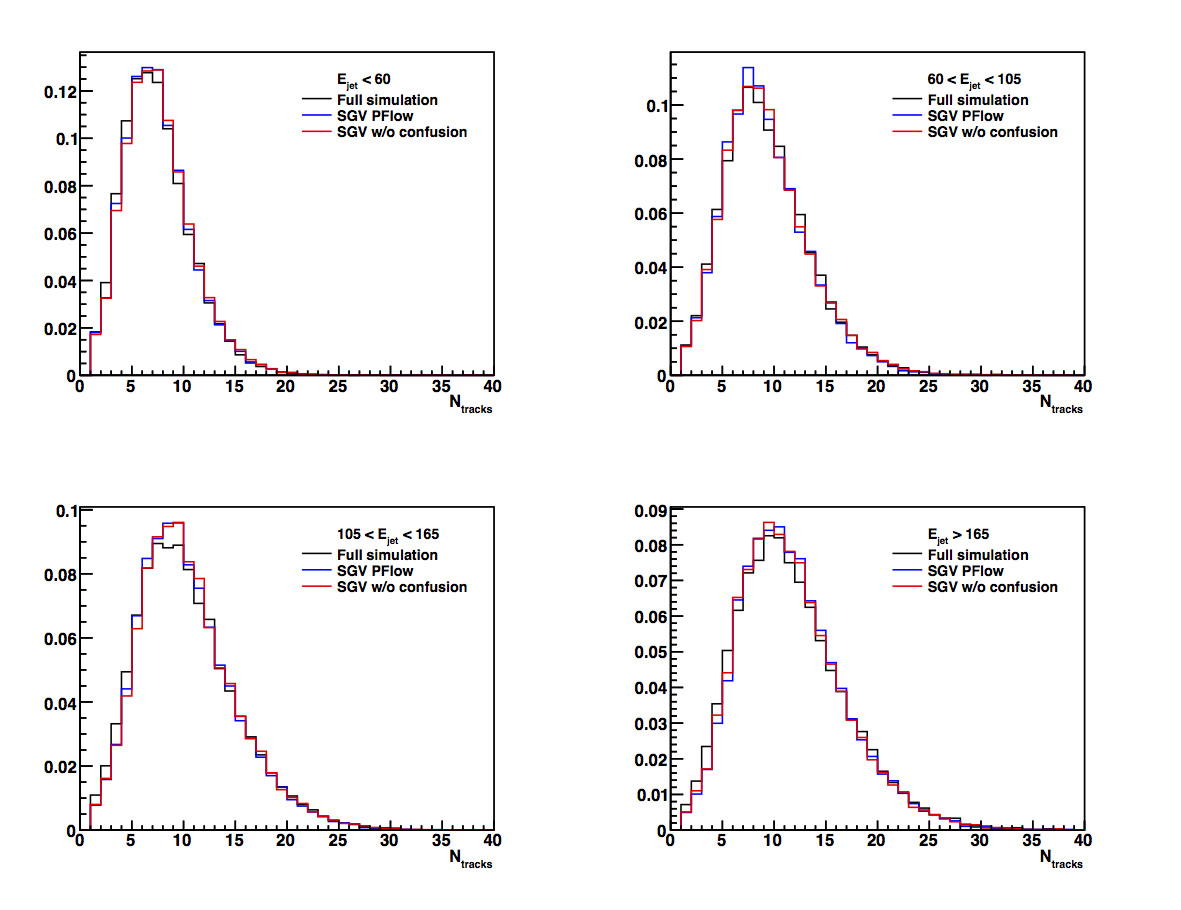 E_jet < 60
Full simulation
SGV PFlow
SGV w/o confusion
0.12
0.1
0.08
0.06
0.04
0.02
0
0 5 10 15 20 25 30 35 40
N_tracks
60 < E_jet < 105
Full simulation
SGV PFlow
SGV w/o confusion
0.1
0.08
0.06
0.04
0.02
0
0 5 10 15 20 25 30 35 40
N_tracks
105 < E_jet < 165
Full simulation
SGV PFlow
SGV w/o confusion
0.1
0.08
0.06
0.04
0.02
0
0 5 10 15 20 25 30 35 40
N_tracks
E_jet > 165
Full simulation
SGV PFlow
SGV w/o confusion
0.09
0.08
0.07
0.06
0.05
0.04
0.03
0.02
0.01
0
0 5 10 15 20 25 30 35 40
N_tracks